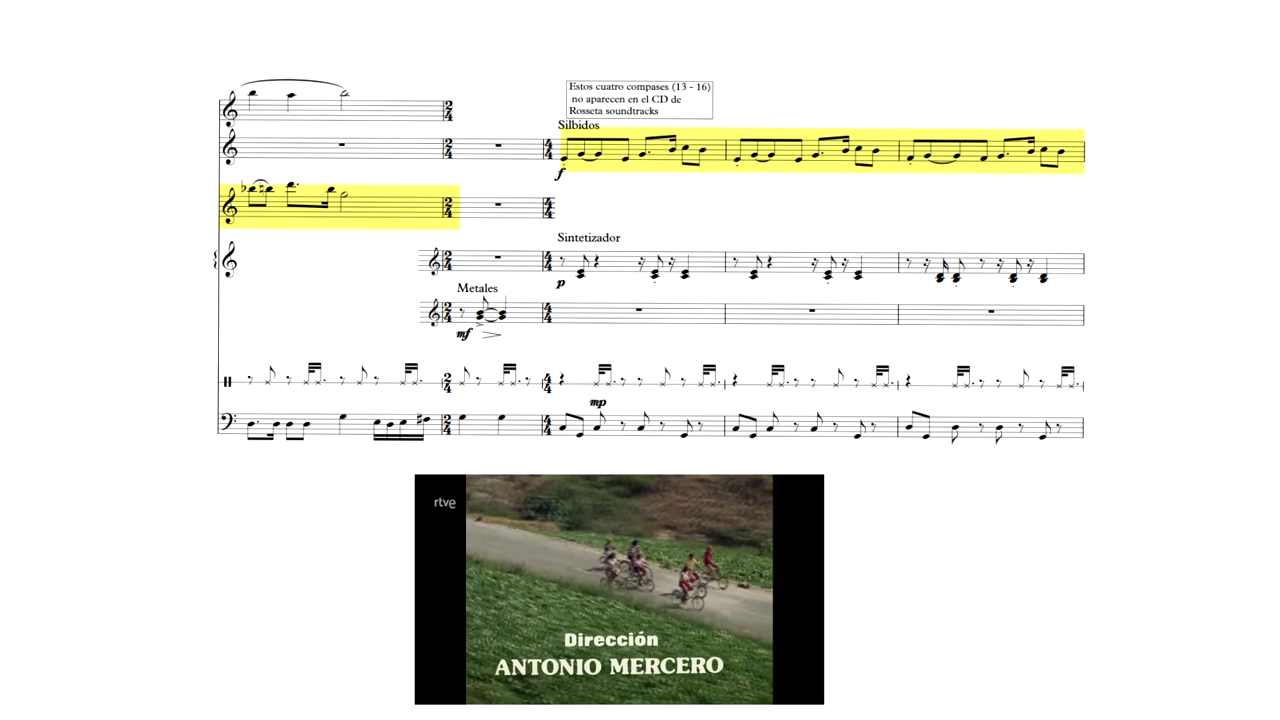 Estos cuatro compases (13 - 16)
no aparecen en el CD de
Rosseta soundtracks
Silbidos
f
Sintetizador
p
Metales
mf
mp
rtve
Dirección
ANTONIO MERCERO